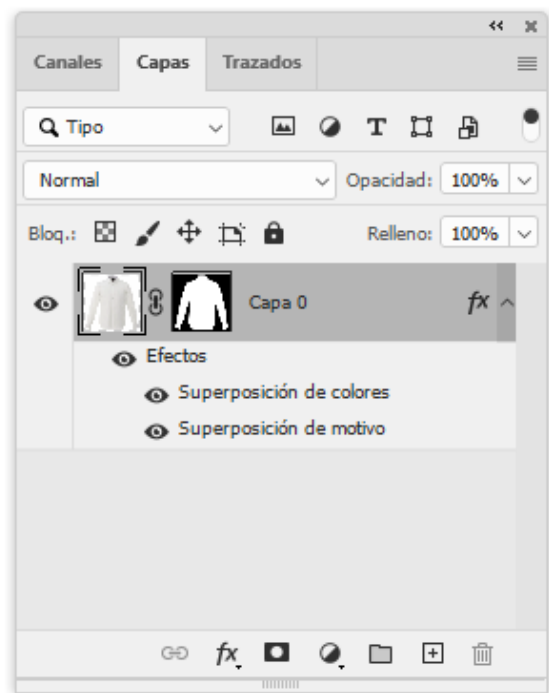 Canales Capas Trazados
Tipo
Normal Opacidad: 100%
Bloq.: Relleno: 100%
Capa 0 fx
Efectos
Superposición de colores
Superposición de motivo
fx